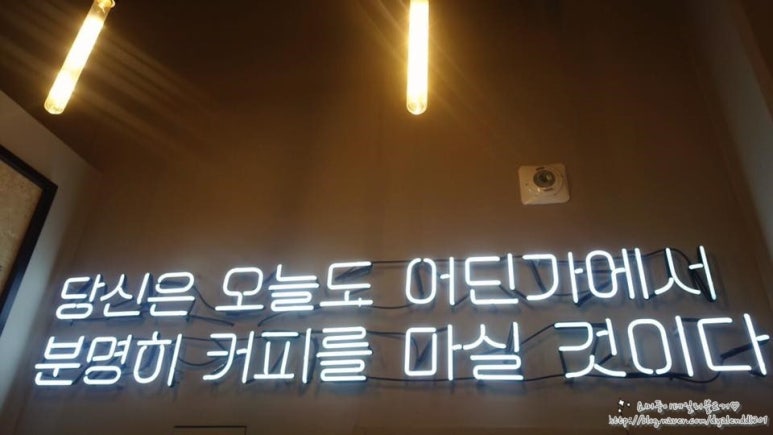 당신은 오늘도 어딘가에서
분명히 커피를 마실 것이다